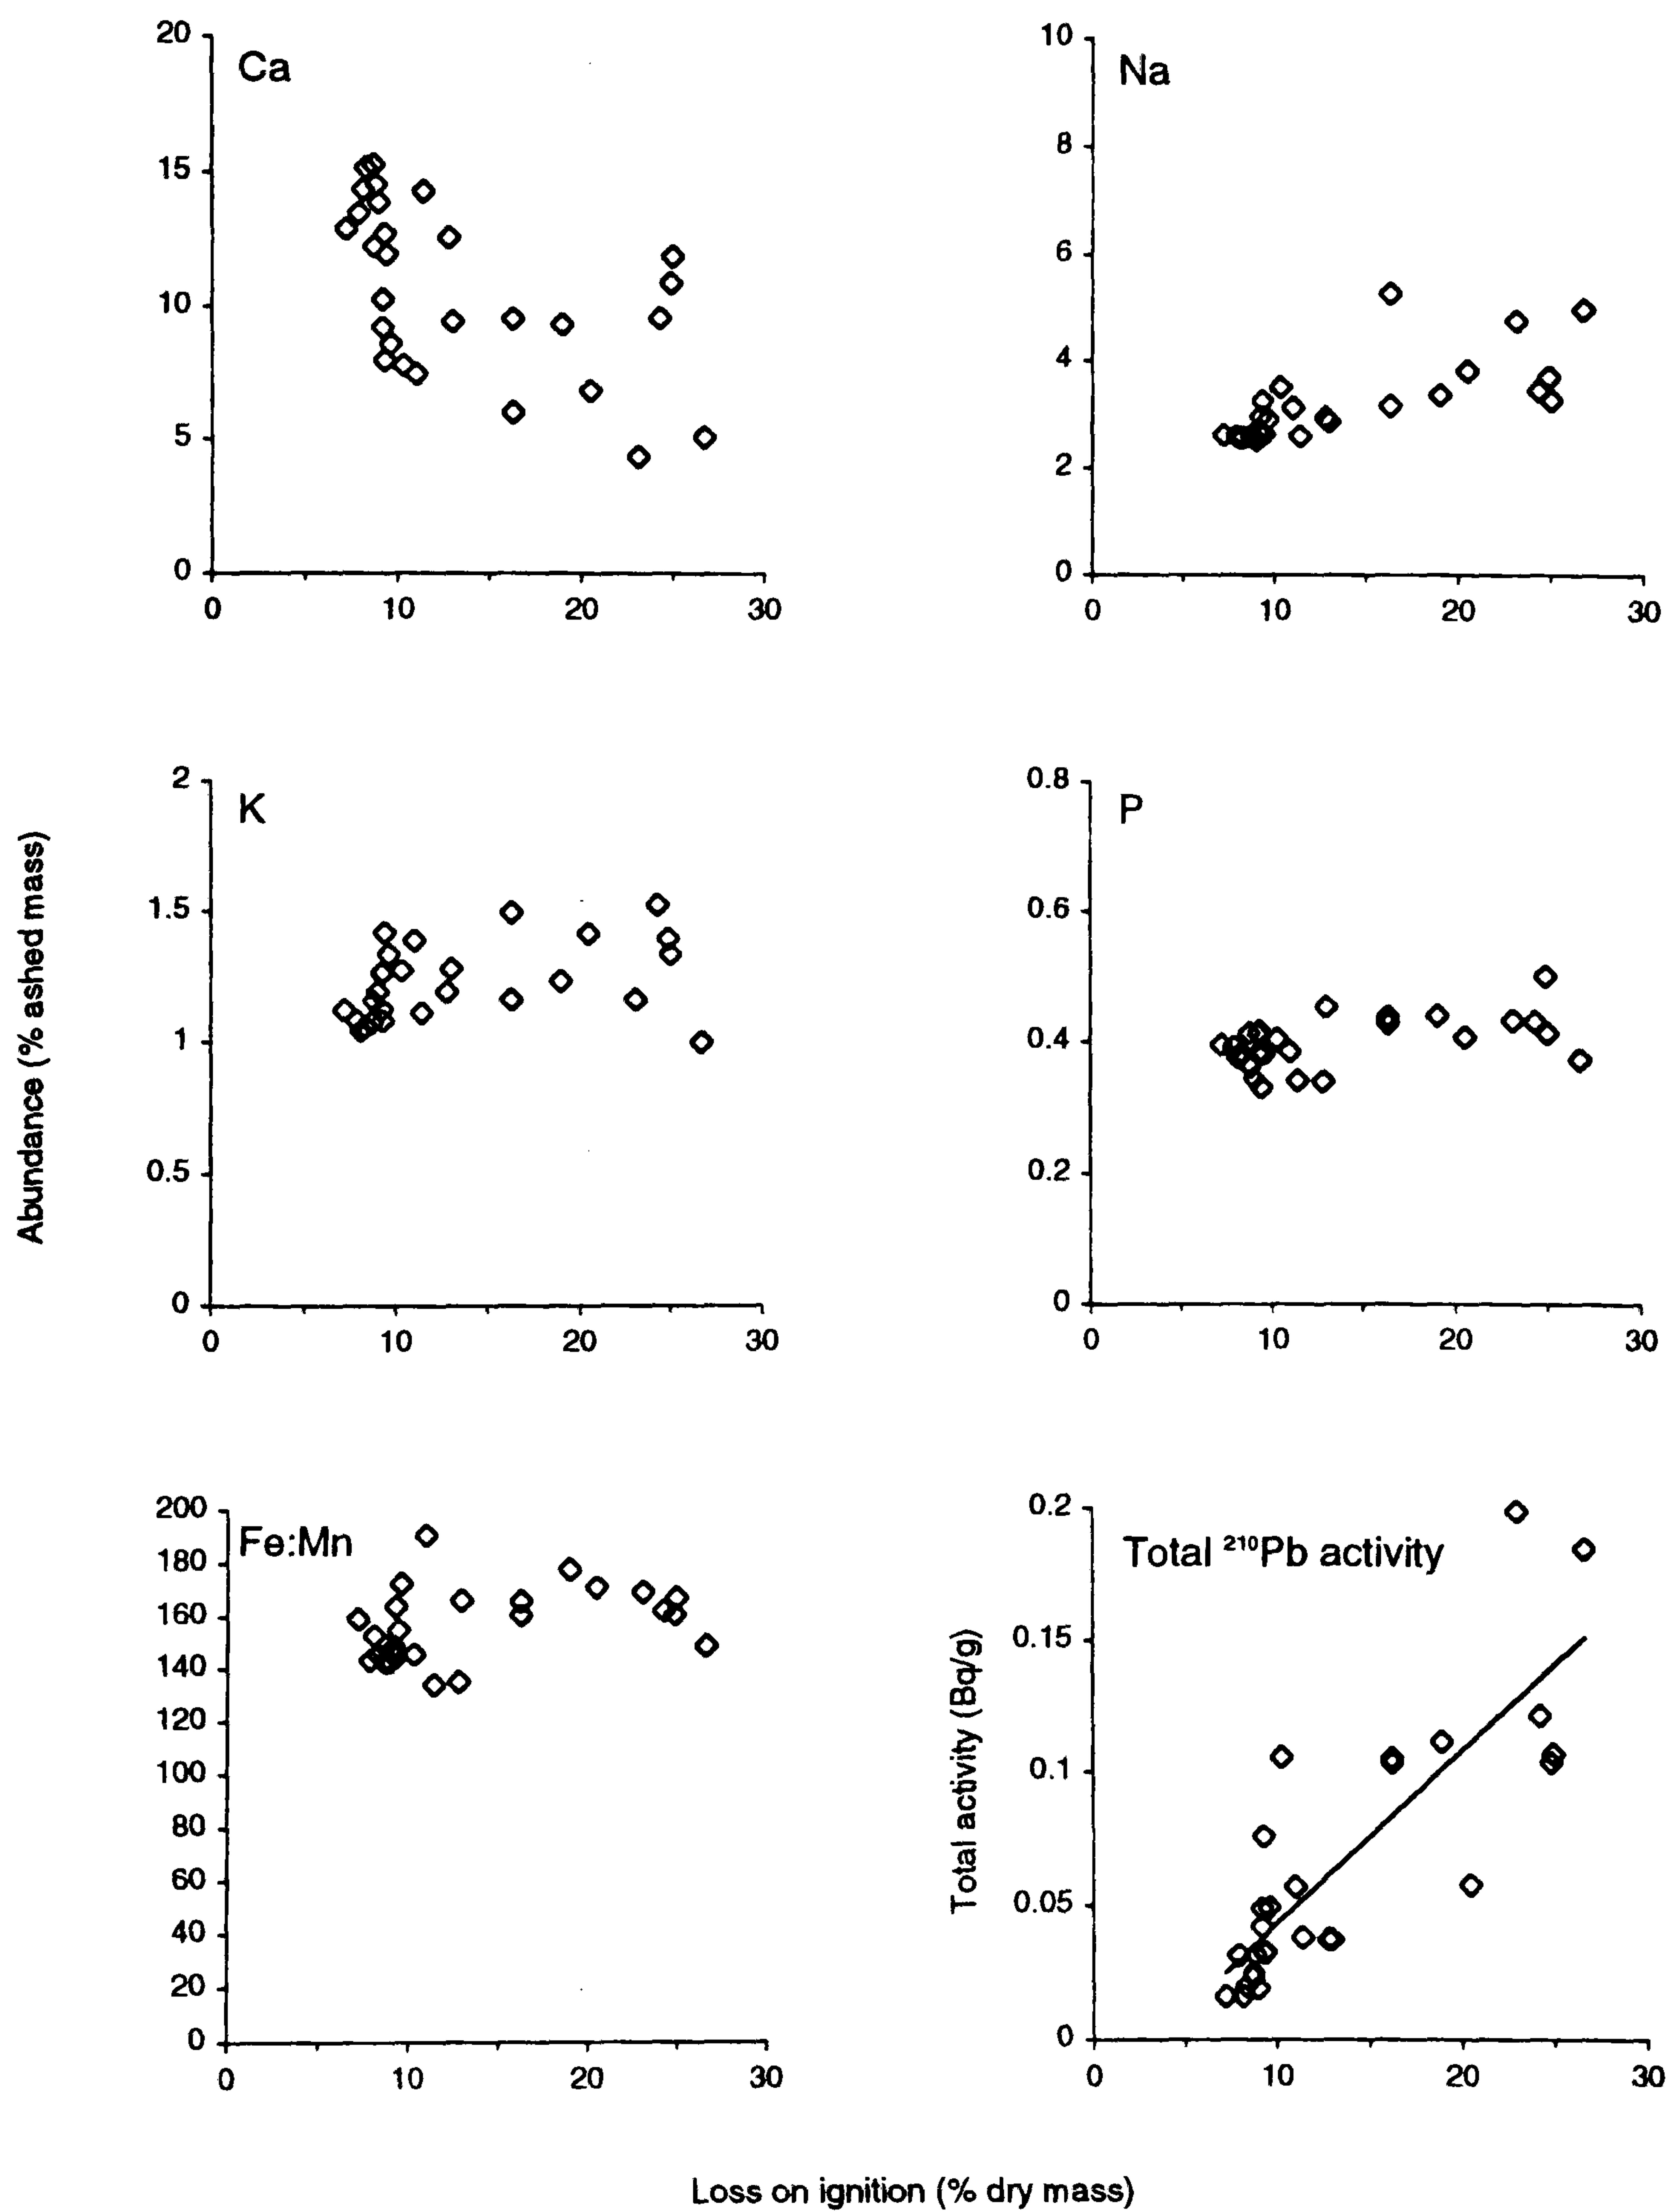 Ca
20
15
10
5
0
0 10 20 30
Na
10
8
6
4
2
0
0 10 20 30
Abundance (% ashed mass)
K
2
1.5
1
0.5
0
0 10 20 30
P
0.8
0.6
0.4
0.2
0
0 10 20 30
Fe:Mn
200
180
160
140
120
100
80
60
40
20
0
0 10 20 30
Total ²¹⁰Pb activity
Total activity (Bq/g)
0.2
0.15
0.1
0.05
0
0 10 20 30
Loss on ignition (% dry mass)